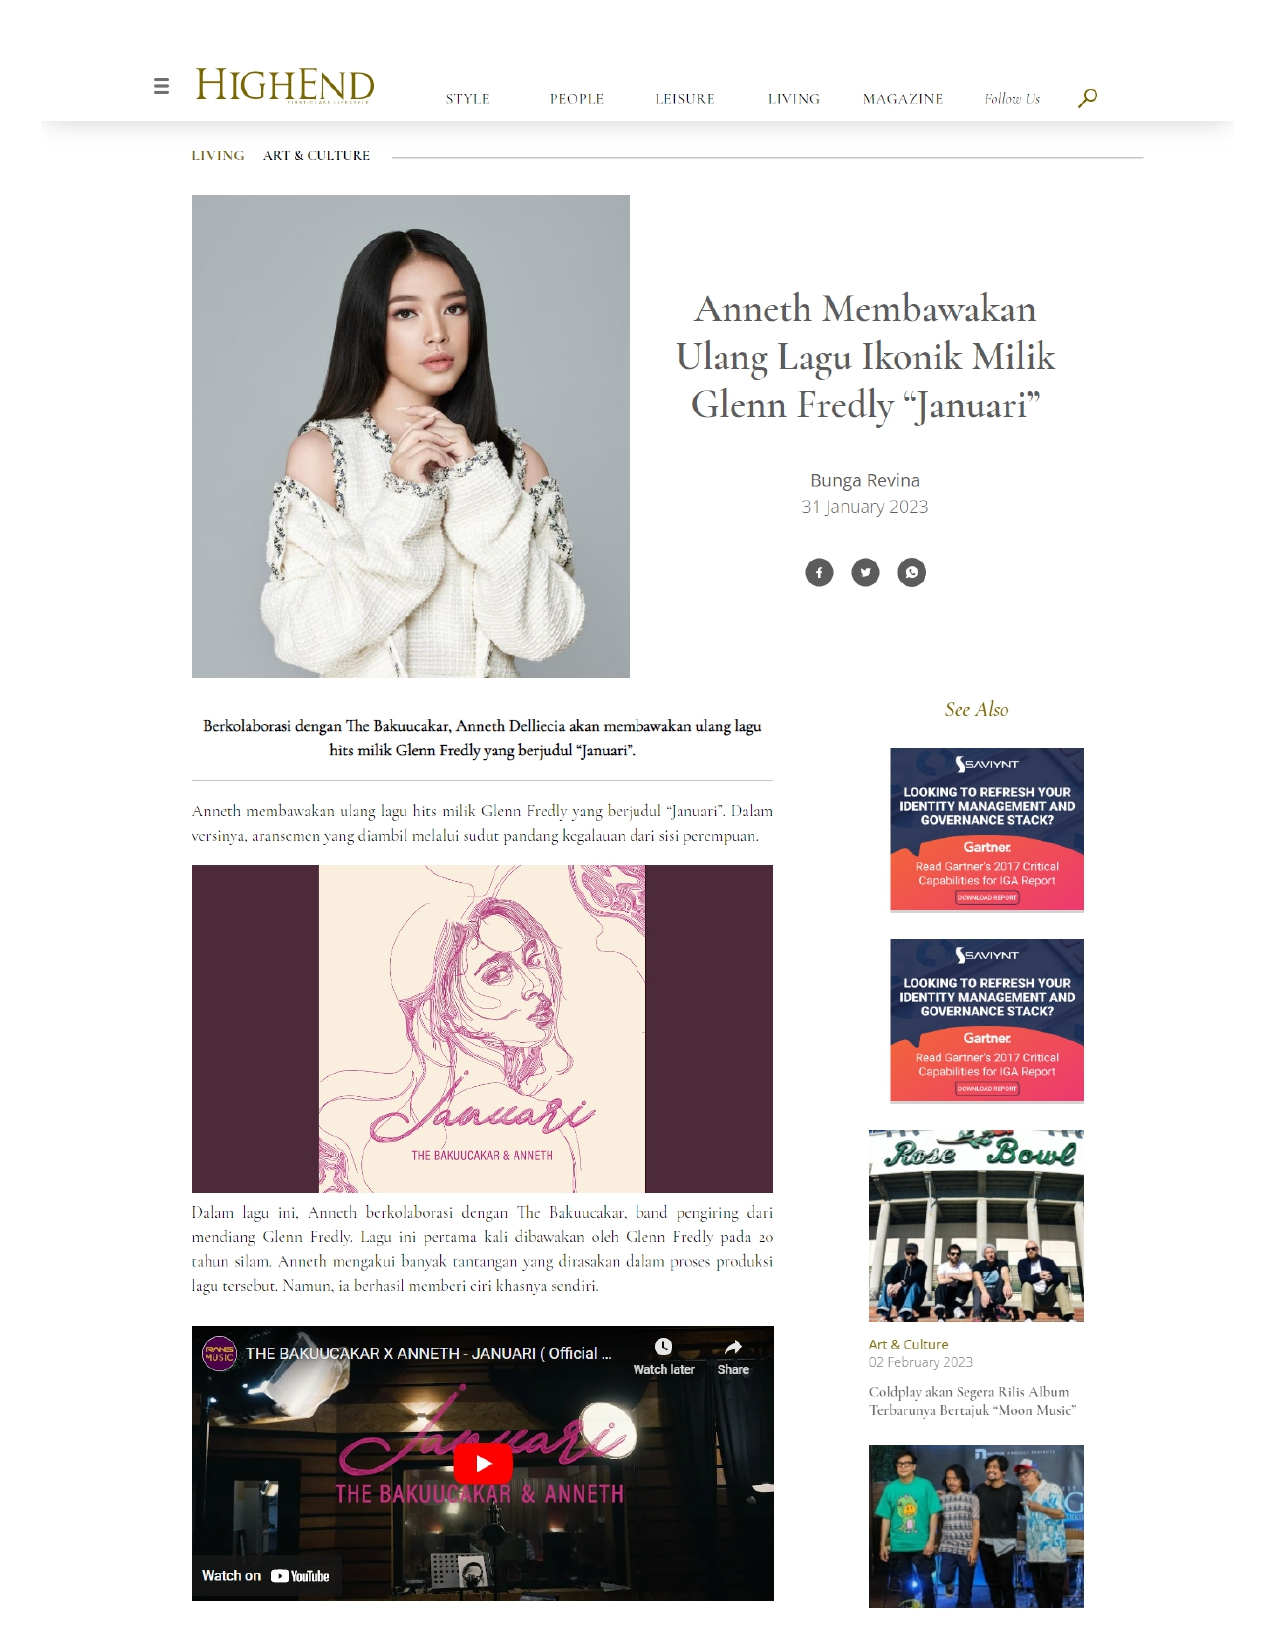 HIGHEND
FIRST CLASS LIFESTYLE
STYLE PEOPLE LEISURE LIVING MAGAZINE Follow Us
LIVING ART & CULTURE
Anneth Membawakan
Ulang Lagu Ikonik Milik
Glenn Fredly “Januari”
Bunga Revina
31 January 2023
Berkolaborasi dengan The Bakuucakar, Anneth Delliecia akan membawakan ulang lagu
hits milik Glenn Fredly yang berjudul “Januari”.
Anneth membawakan ulang lagu hits milik Glenn Fredly yang berjudul “Januari”. Dalam
versinya, aransemen yang diambil melalui sudut pandang kegalauan dari sisi perempuan.
Januari
THE BAKUUCAKAR & ANNETH
Dalam lagu ini, Anneth berkolaborasi dengan The Bakuucakar, band pengiring dari
mendiang Glenn Fredly. Lagu ini pertama kali dibawakan oleh Glenn Fredly pada 20
tahun silam. Anneth mengakui banyak tantangan yang dirasakan dalam proses produksi
lagu tersebut. Namun, ia berhasil memberi ciri khasnya sendiri.
RANS
MUSIC
THE BAKUUCAKAR X ANNETH - JANUARI ( Official ...
Watch later
Share
Januari
THE BAKUUCAKAR & ANNETH
Watch on YouTube
See Also
SAVIYNT
LOOKING TO REFRESH YOUR
IDENTITY MANAGEMENT AND
GOVERNANCE STACK?
Gartner.
Read Gartner's 2017 Critical
Capabilities for IGA Report
DOWNLOAD REPORT
SAVIYNT
LOOKING TO REFRESH YOUR
IDENTITY MANAGEMENT AND
GOVERNANCE STACK?
Gartner.
Read Gartner's 2017 Critical
Capabilities for IGA Report
DOWNLOAD REPORT
Rose Bowl
Art & Culture
02 February 2023
Coldplay akan Segera Rilis Album
Terbarunya Bertajuk “Moon Music”